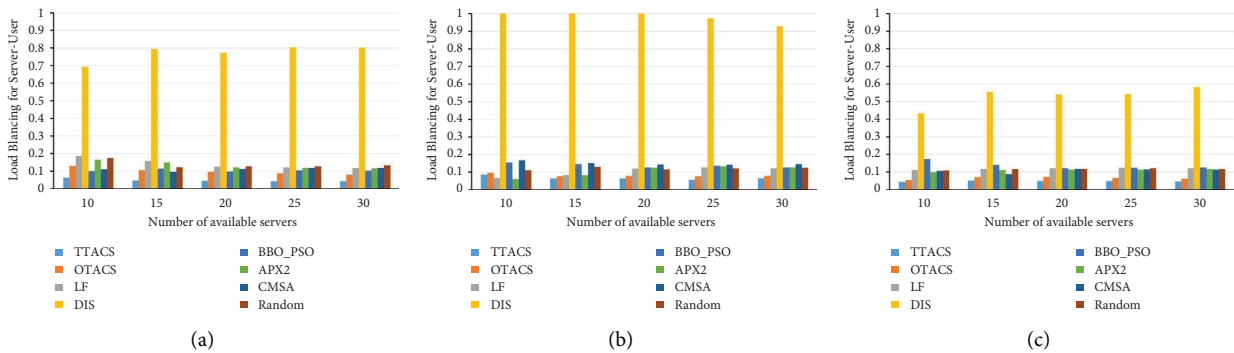 Load Blancing for Server-User
1
0.9
0.8
0.7
0.6
0.5
0.4
0.3
0.2
0.1
0
10 15 20 25 30
Number of available servers
TTACS BBO_PSO
OTACS APX2
LF CMSA
DIS Random
(a)
Load Blancing for Server-User
1
0.9
0.8
0.7
0.6
0.5
0.4
0.3
0.2
0.1
0
10 15 20 25 30
Number of available servers
TTACS BBO_PSO
OTACS APX2
LF CMSA
DIS Random
(b)
Load Blancing for Server-User
1
0.9
0.8
0.7
0.6
0.5
0.4
0.3
0.2
0.1
0
10 15 20 25 30
Number of available servers
TTACS BBO_PSO
OTACS APX2
LF CMSA
DIS Random
(c)